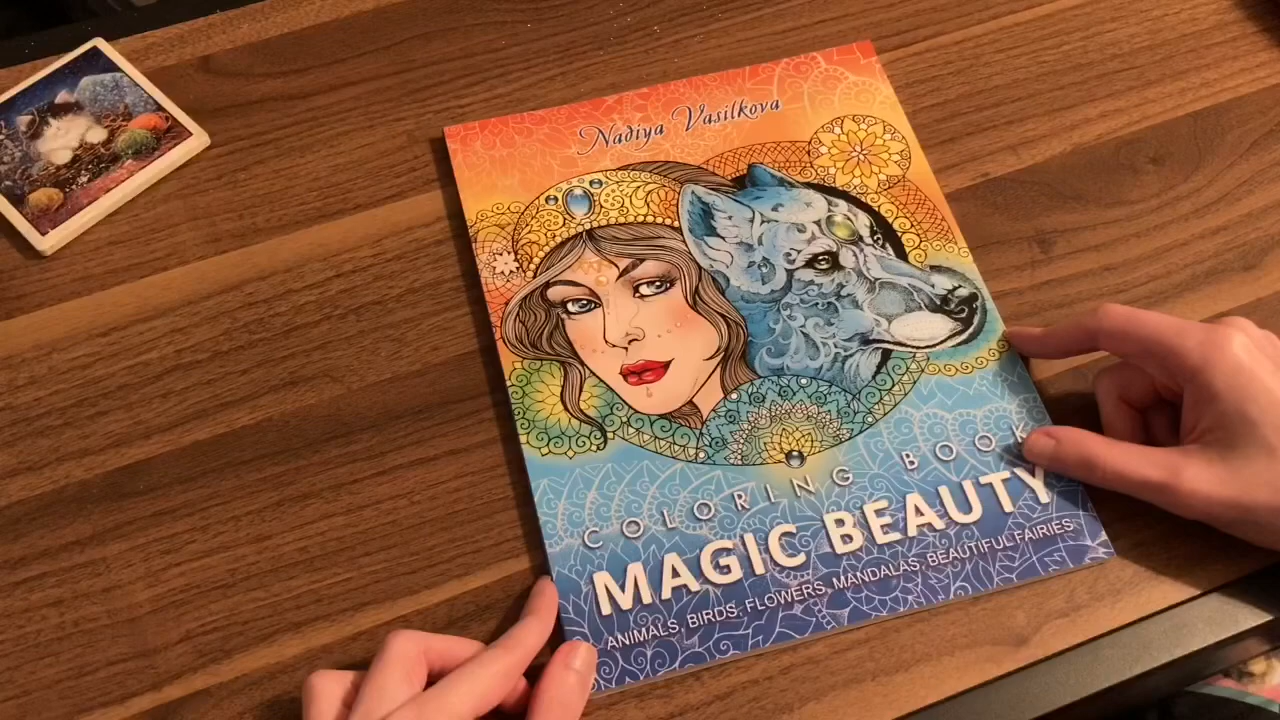 Nadiya Vasilkova
COLORING BOOK
MAGIC BEAUTY
ANIMALS, BIRDS, FLOWERS, MANDALAS, BEAUTIFUL FAIRIES